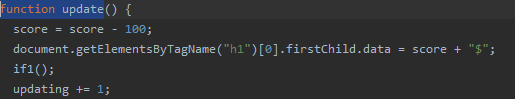 function update() {
score = score - 100;
document.getElementsByTagName("h1")[0].firstChild.data = score + "$";
if1();
updating += 1;